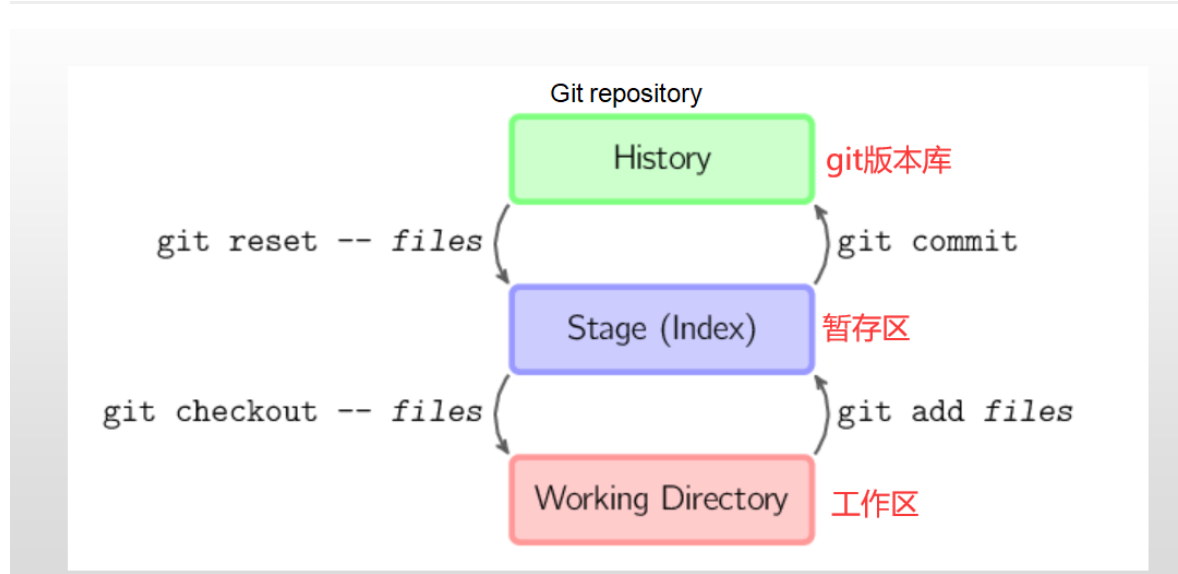 Git repository
History
git版本库
git reset -- files
git commit
Stage (Index)
暂存区
git checkout -- files
git add files
Working Directory
工作区